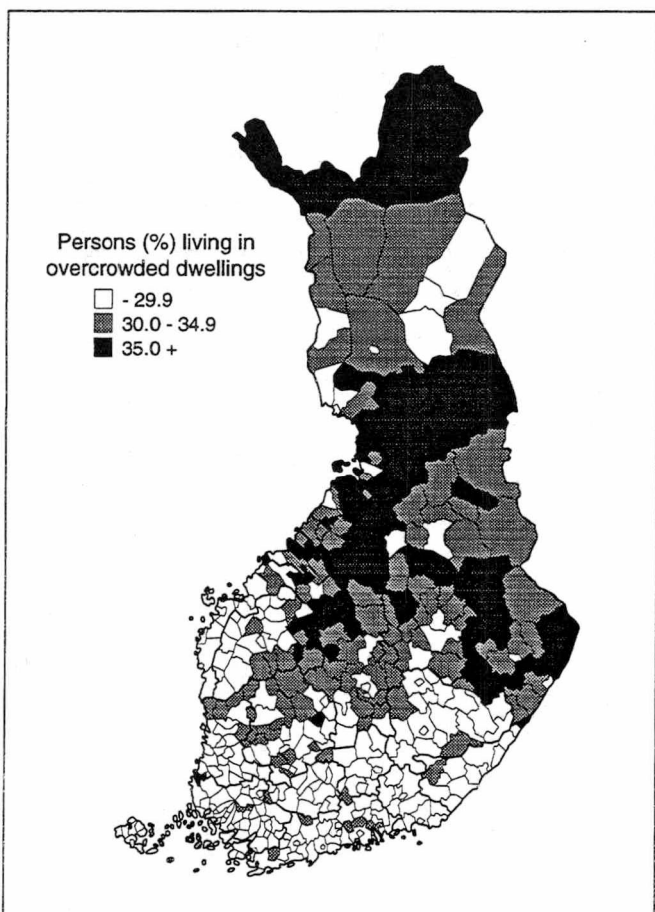 Persons (%) living in
overcrowded dwellings
- 29.9
30.0 - 34.9
35.0 +